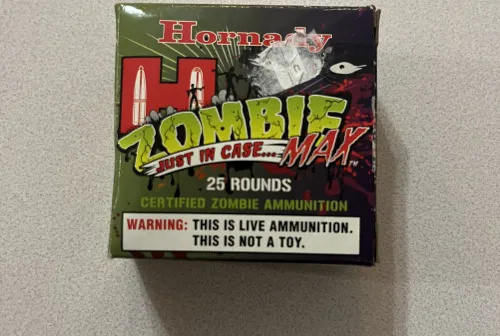 Hornady
H
ZOMBIE
JUST IN CASE... MAX™
25 ROUNDS
CERTIFIED ZOMBIE AMMUNITION
WARNING: THIS IS LIVE AMMUNITION.
THIS IS NOT A TOY.